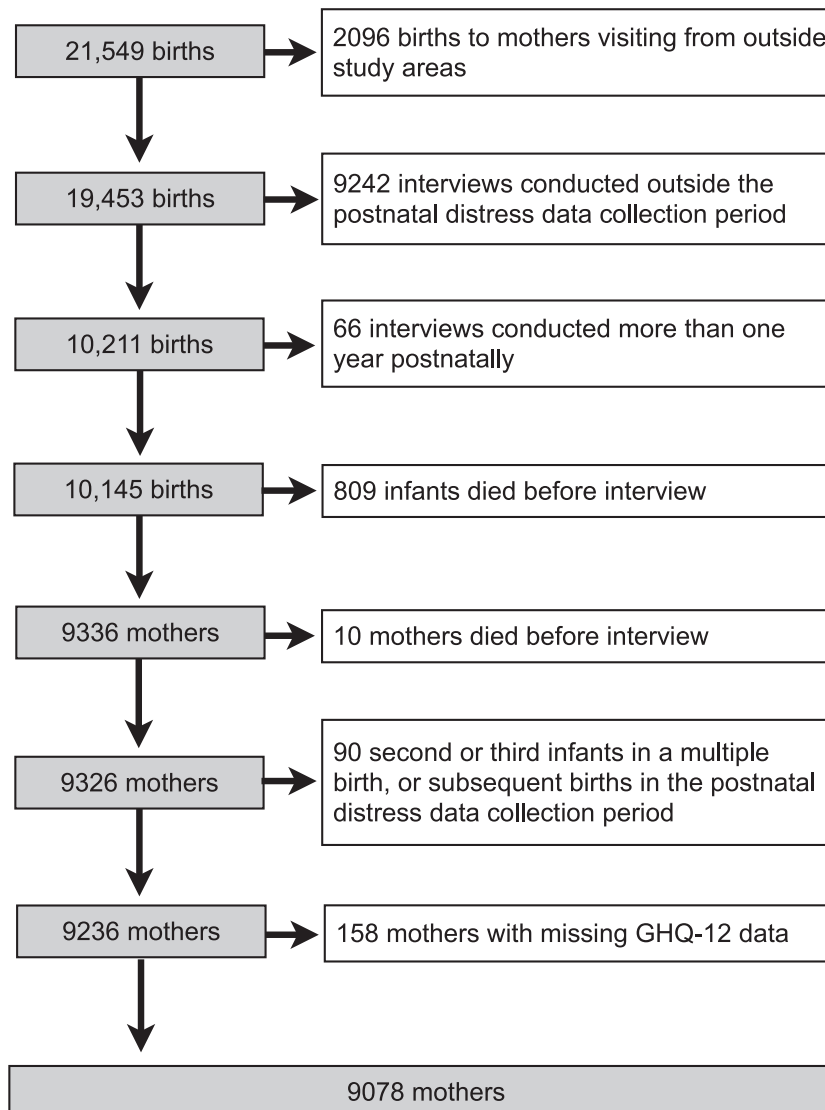 21,549 births
2096 births to mothers visiting from outside
study areas
19,453 births
9242 interviews conducted outside the
postnatal distress data collection period
10,211 births
66 interviews conducted more than one
year postnatally
10,145 births
809 infants died before interview
9336 mothers
10 mothers died before interview
9326 mothers
90 second or third infants in a multiple
birth, or subsequent births in the postnatal
distress data collection period
9236 mothers
158 mothers with missing GHQ-12 data
9078 mothers